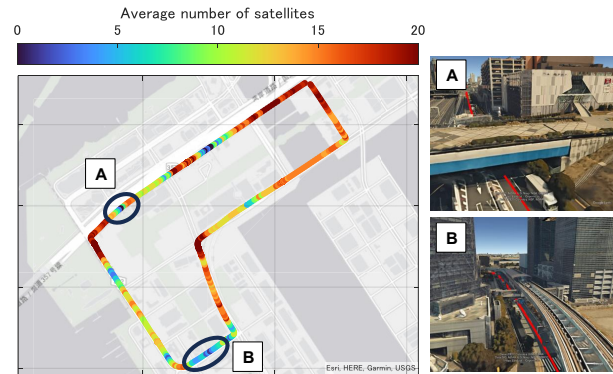 Average number of satellites
0 5 10 15 20
A
B
Esri, HERE, Garmin, USGS
A
B